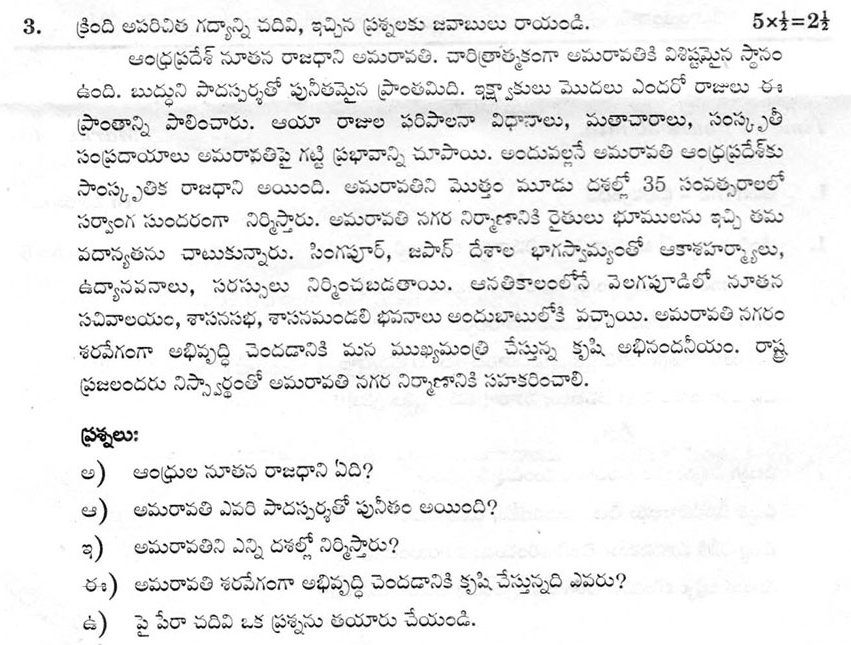 3. క్రింది అపరిచిత గద్యాన్ని చదివి, ఇచ్చిన ప్రశ్నలకు జవాబులు రాయండి. 5×½=2½
ఆంధ్రప్రదేశ్ నూతన రాజధాని అమరావతి. చారిత్రాత్మకంగా అమరావతికి విశిష్టమైన స్థానం
ఉంది. బుద్ధుని పాదస్పర్శతో పునీతమైన ప్రాంతమిది. ఇక్ష్వాకులు మొదలు ఎందరో రాజులు ఈ
ప్రాంతాన్ని పాలించారు. ఆయా రాజుల పరిపాలనా విధానాలు, మతాచారాలు, సంస్కృతీ
సంప్రదాయాలు అమరావతిపై గట్టి ప్రభావాన్ని చూపాయి. అందువల్లనే అమరావతి ఆంధ్రప్రదేశ్‌కు
సాంస్కృతిక రాజధాని అయింది. అమరావతిని మొత్తం మూడు దశల్లో 35 సంవత్సరాలలో
సర్వాంగ సుందరంగా నిర్మిస్తారు. అమరావతి నగర నిర్మాణానికి రైతులు భూములను ఇచ్చి తమ
వదాన్యతను చాటుకున్నారు. సింగపూర్, జపాన్ దేశాల భాగస్వామ్యంతో ఆకాశహర్మ్యాలు,
ఉద్యానవనాలు, సరస్సులు నిర్మించబడతాయి. ఆనతికాలంలోనే వెలగపూడిలో నూతన
సచివాలయం, శాసనసభ, శాసనమండలి భవనాలు అందుబాటులోకి వచ్చాయి. అమరావతి నగరం
శరవేగంగా అభివృద్ధి చెందడానికి మన ముఖ్యమంత్రి చేస్తున్న కృషి అభినందనీయం. రాష్ట్ర
ప్రజలందరు నిస్స్వార్థంతో అమరావతి నగర నిర్మాణానికి సహకరించాలి.
ప్రశ్నలు:
అ) ఆంధ్రుల నూతన రాజధాని ఏది?
ఆ) అమరావతి ఎవరి పాదస్పర్శతో పునీతం అయింది?
ఇ) అమరావతిని ఎన్ని దశల్లో నిర్మిస్తారు?
ఈ) అమరావతి శరవేగంగా అభివృద్ధి చెందడానికి కృషి చేస్తున్నది ఎవరు?
ఉ) పై పేరా చదివి ఒక ప్రశ్నను తయారు చేయండి.